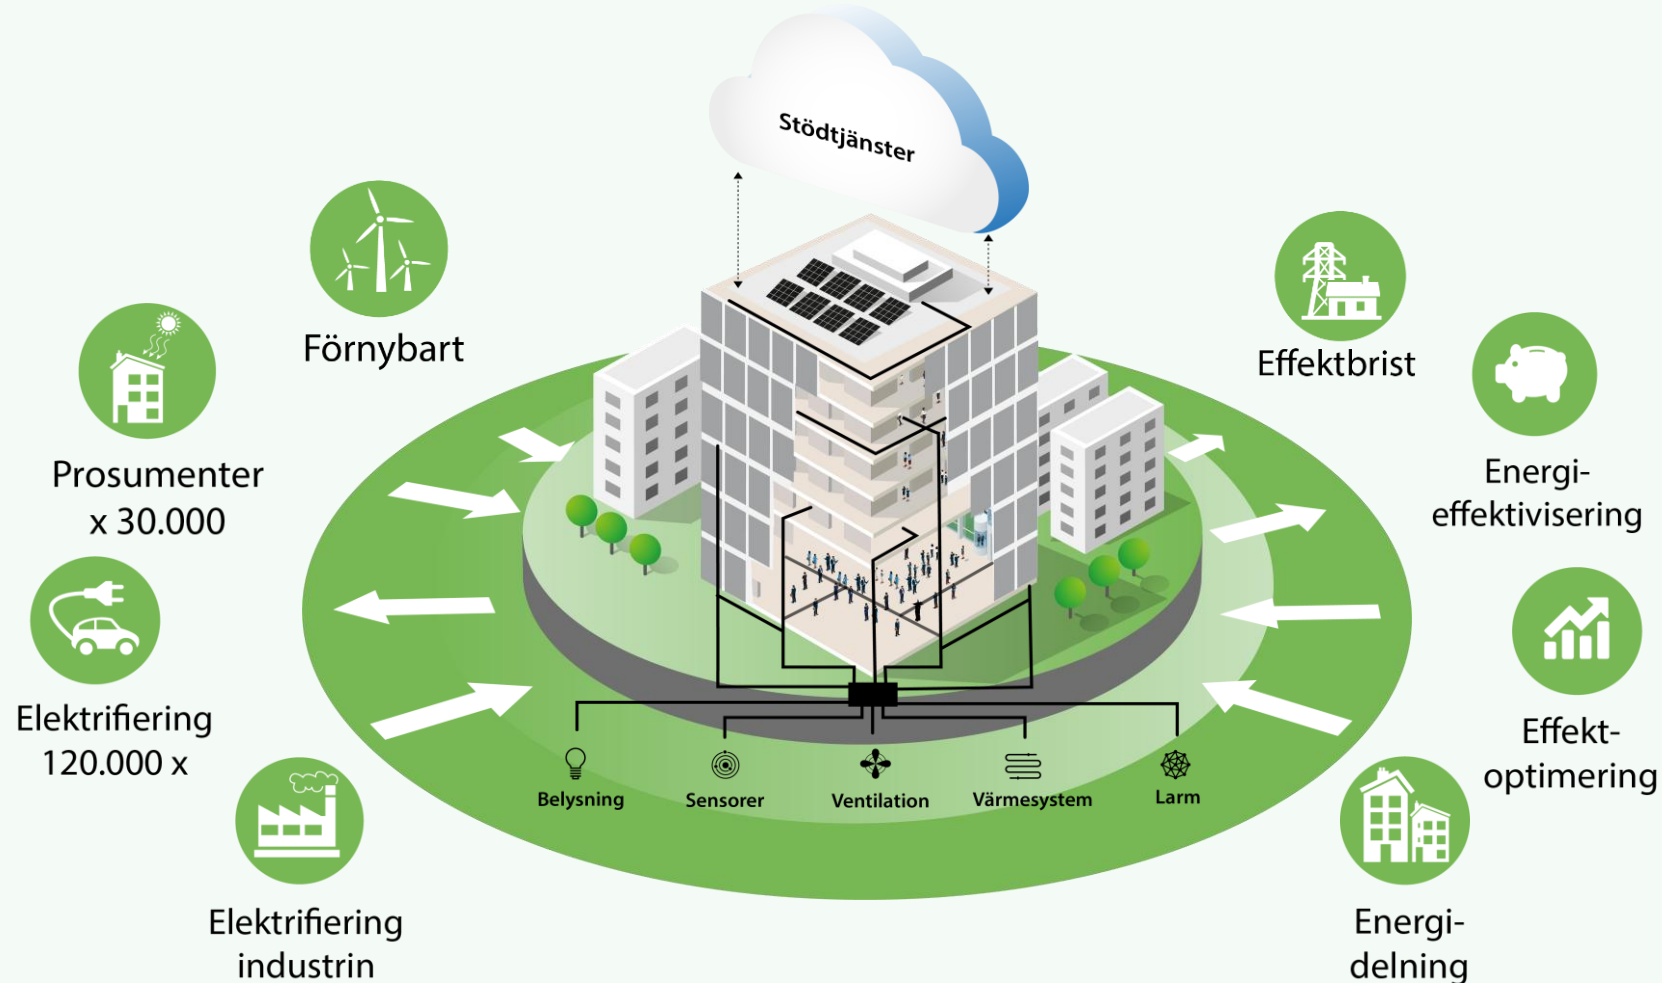 Stödtjänster
Förnybart
Effektbrist
Prosumenter
x 30.000
Energi-
effektivisering
Elektrifiering
120.000 x
Effekt-
optimering
Belysning
Sensorer
Ventilation
Värmesystem
Larm
Elektrifiering
industrin
Energi-
delning